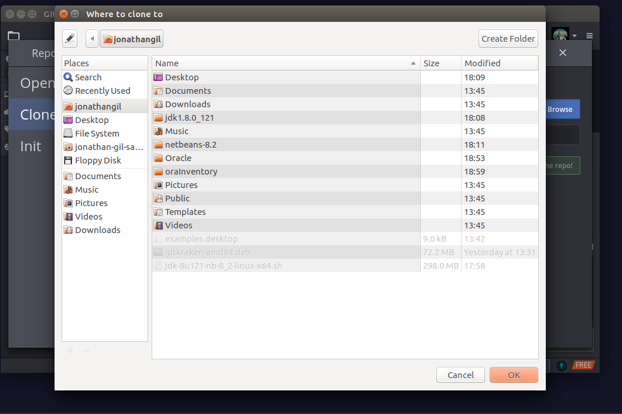 Git
Where to clone to
jonathangil
Create Folder
Repo
Open
Clone
Init
Places
Search
Recently Used
jonathangil
Desktop
File System
jonathan-gil-sa...
Floppy Disk
Documents
Music
Pictures
Videos
Downloads
Name Size Modified
Desktop 18:09
Documents 13:45
Downloads 13:45
jdk1.8.0_121 18:08
Music 13:45
netbeans-8.2 18:11
Oracle 18:53
oraInventory 18:59
Pictures 13:45
Public 13:45
Templates 13:45
Videos 13:45
examples.desktop 9.0 kB 13:42
gitkraken-amd64.deb 72.2 MB Yesterday at 13:31
jdk-8u121-nb-8_2-linux-x64.sh 298.0 MB 17:58
Browse
he repo!
Cancel
OK
FREE